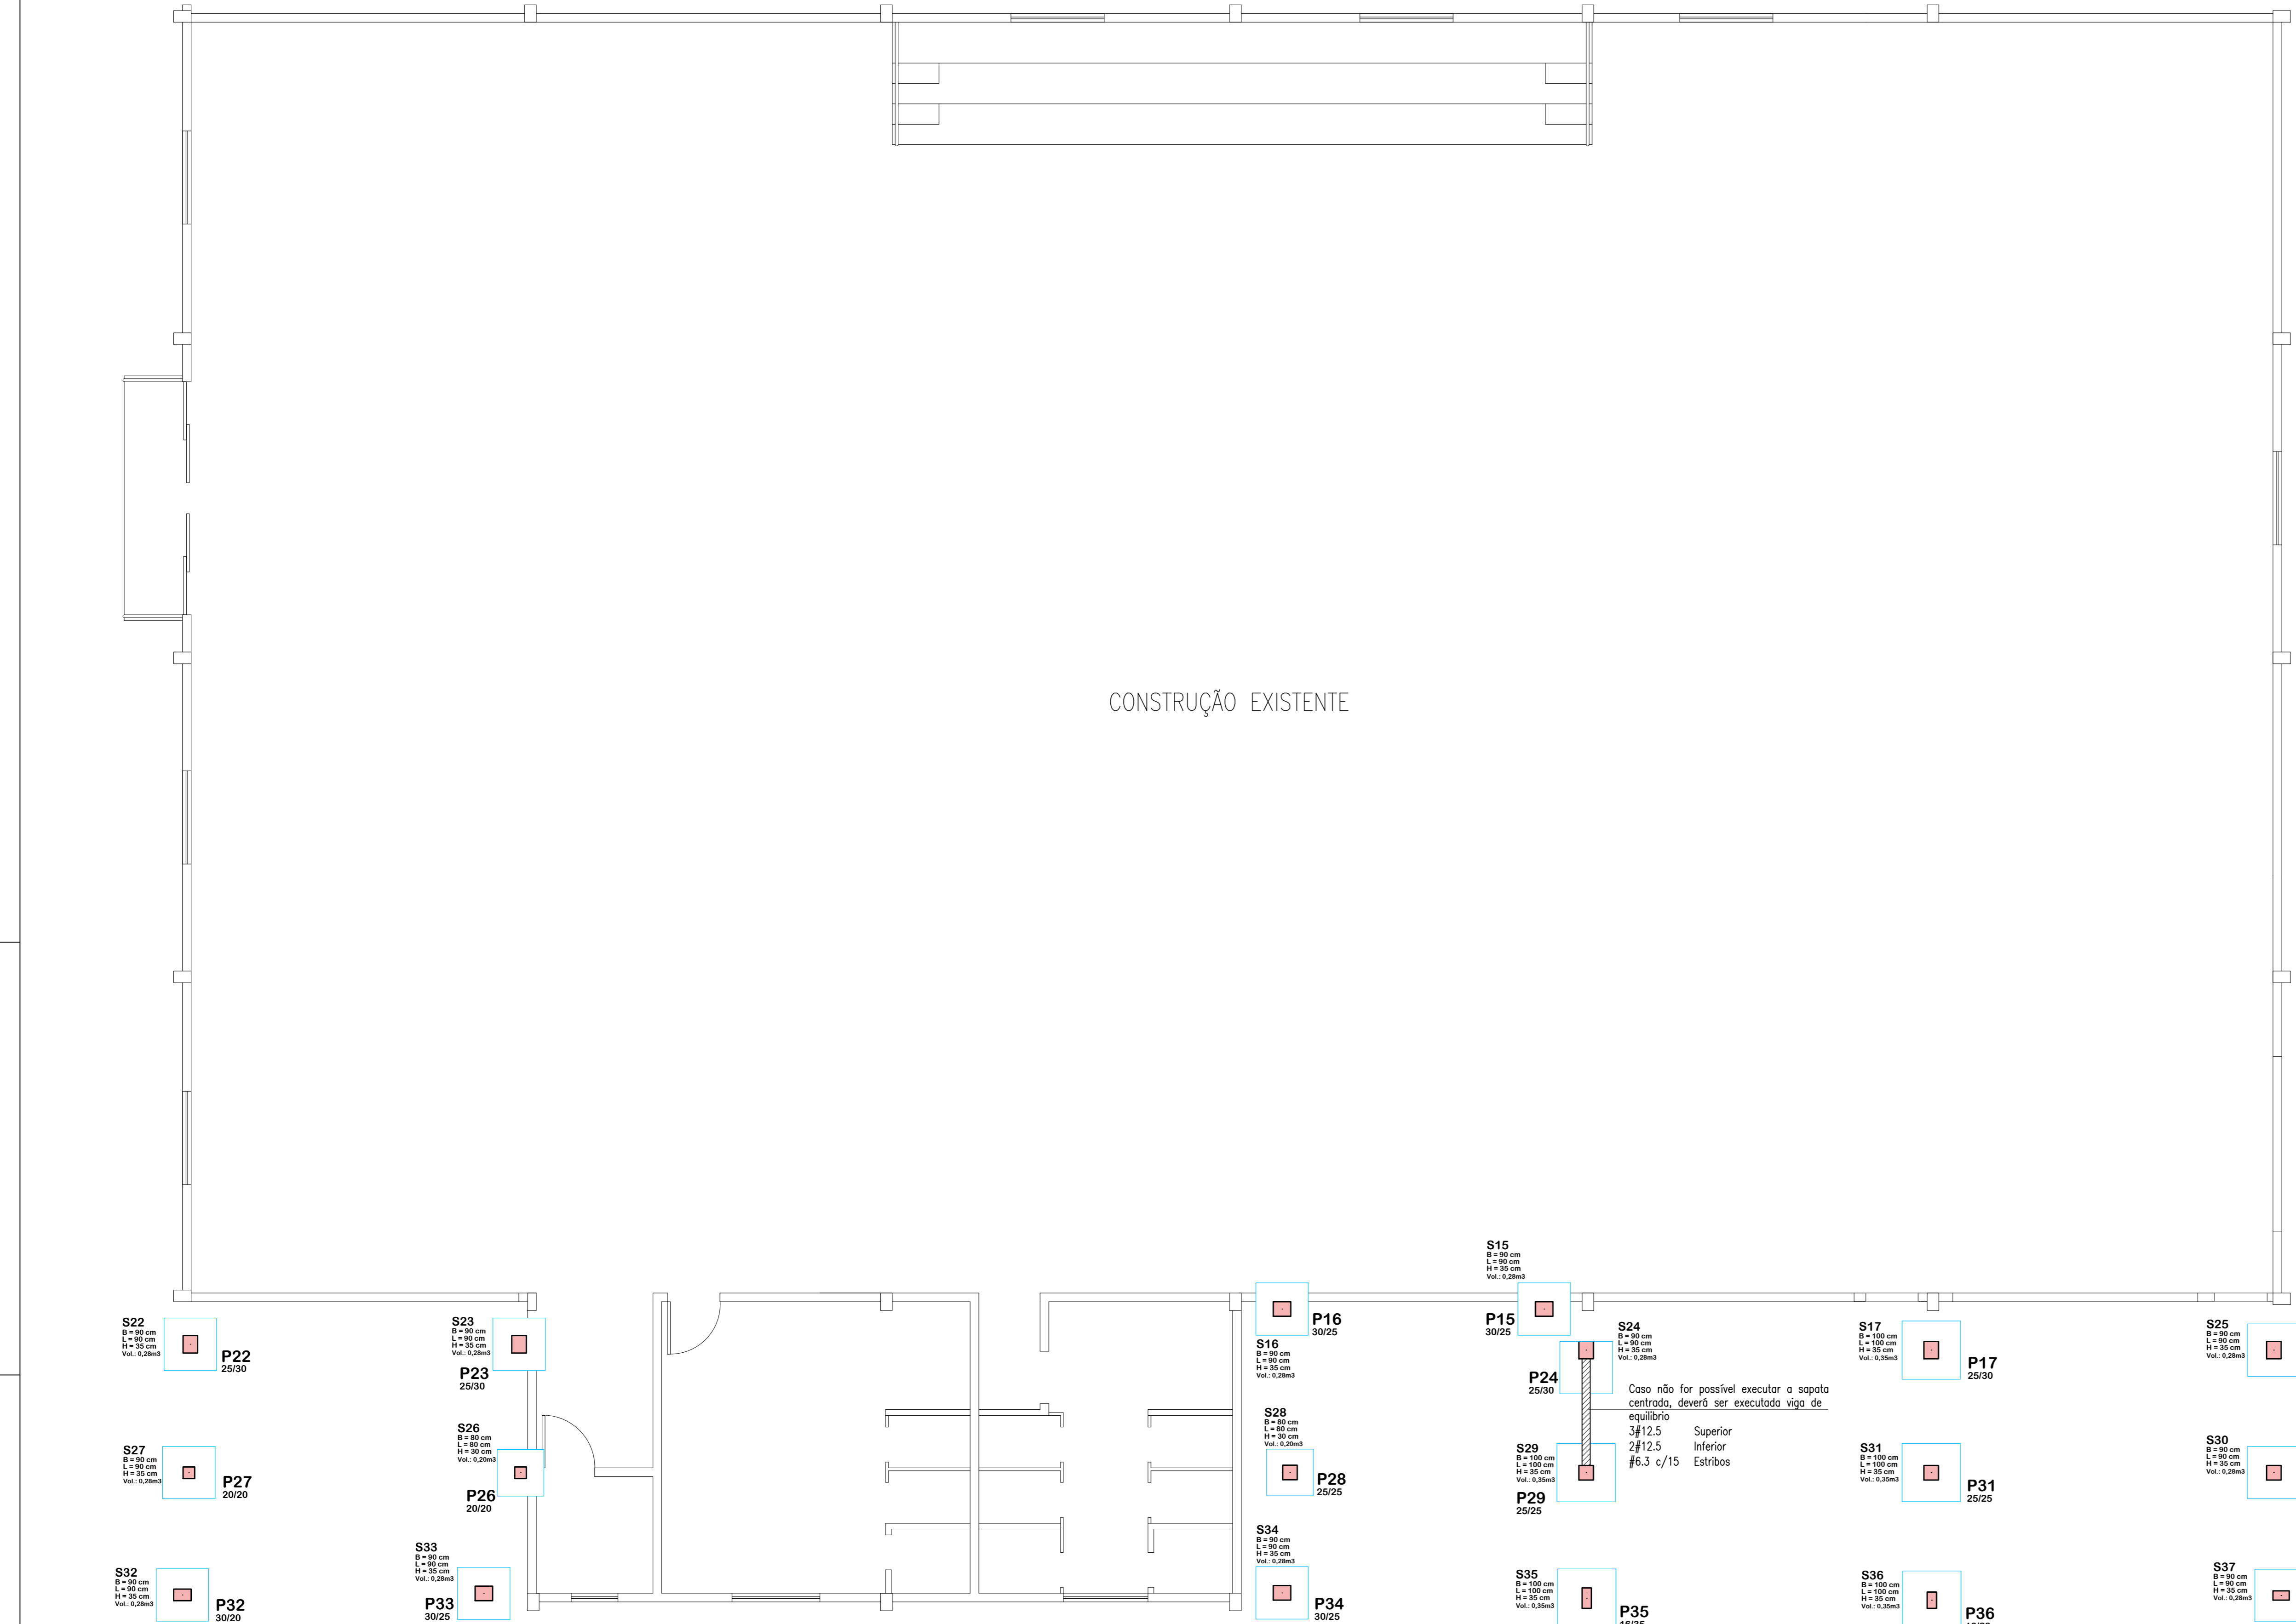 CONSTRUÇÃO EXISTENTE
S15
B = 90 cm
L = 90 cm
H = 35 cm
Vol.: 0,28m3
P15
30/25
P16
30/25
S16
B = 90 cm
L = 90 cm
H = 35 cm
Vol.: 0,28m3
S22
B = 90 cm
L = 90 cm
H = 35 cm
Vol.: 0,28m3
P22
25/30
S23
B = 90 cm
L = 90 cm
H = 35 cm
Vol.: 0,28m3
P23
25/30
S24
B = 90 cm
L = 90 cm
H = 35 cm
Vol.: 0,28m3
P24
25/30
S17
B = 100 cm
L = 100 cm
H = 35 cm
Vol.: 0,35m3
P17
25/30
S25
B = 90 cm
L = 90 cm
H = 35 cm
Vol.: 0,28m3
Caso não for possível executar a sapata
centrada, deverá ser executada viga de
equilibrio
3#12.5 Superior
2#12.5 Inferior
#6.3 c/15 Estribos
S27
B = 90 cm
L = 90 cm
H = 35 cm
Vol.: 0,28m3
P27
20/20
S26
B = 80 cm
L = 80 cm
H = 30 cm
Vol.: 0,20m3
P26
20/20
S28
B = 80 cm
L = 80 cm
H = 30 cm
Vol.: 0,20m3
P28
25/25
S29
B = 100 cm
L = 100 cm
H = 35 cm
Vol.: 0,35m3
P29
25/25
S31
B = 100 cm
L = 100 cm
H = 35 cm
Vol.: 0,35m3
P31
25/25
S30
B = 90 cm
L = 90 cm
H = 35 cm
Vol.: 0,28m3
S32
B = 90 cm
L = 90 cm
H = 35 cm
Vol.: 0,28m3
P32
30/20
S33
B = 90 cm
L = 90 cm
H = 35 cm
Vol.: 0,28m3
P33
30/25
S34
B = 90 cm
L = 90 cm
H = 35 cm
Vol.: 0,28m3
P34
30/25
S35
B = 100 cm
L = 100 cm
H = 35 cm
Vol.: 0,35m3
P35
S36
B = 100 cm
L = 100 cm
H = 35 cm
Vol.: 0,35m3
P36
S37
B = 90 cm
L = 90 cm
H = 35 cm
Vol.: 0,28m3